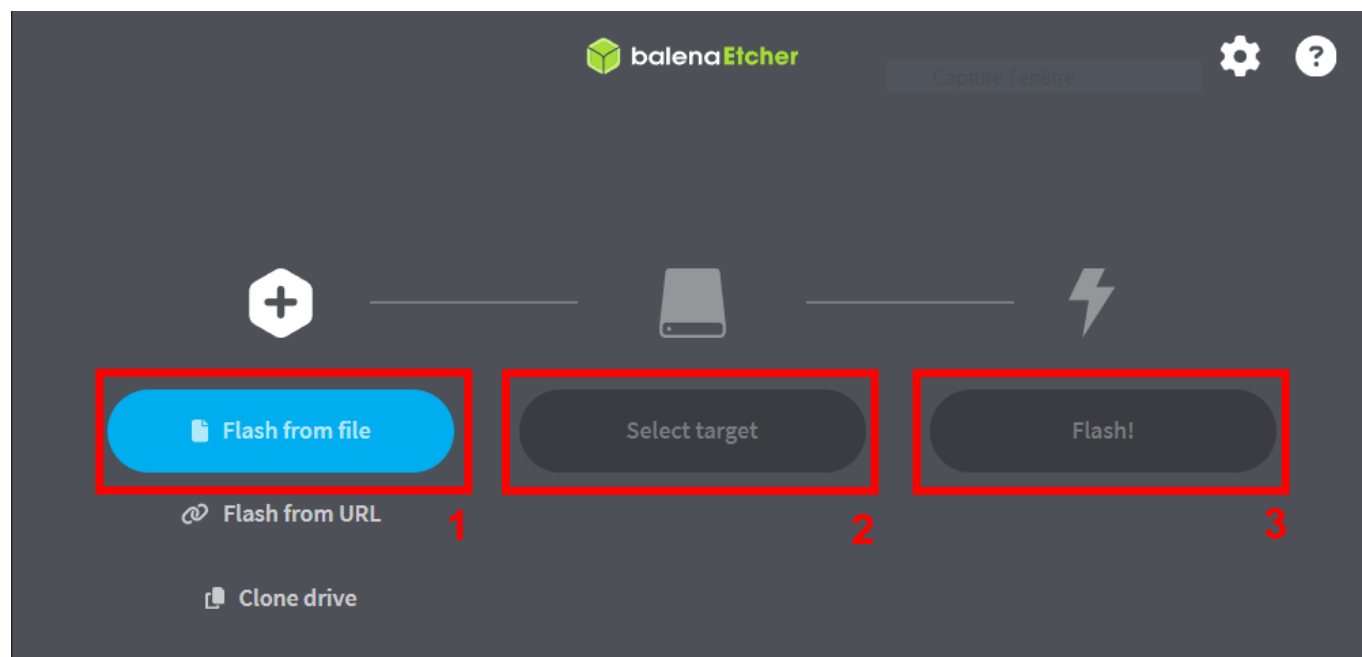 balenaEtcher
Capture Fenêtre
?
Flash from file
Select target
Flash!
Flash from URL
1
2
3
Clone drive